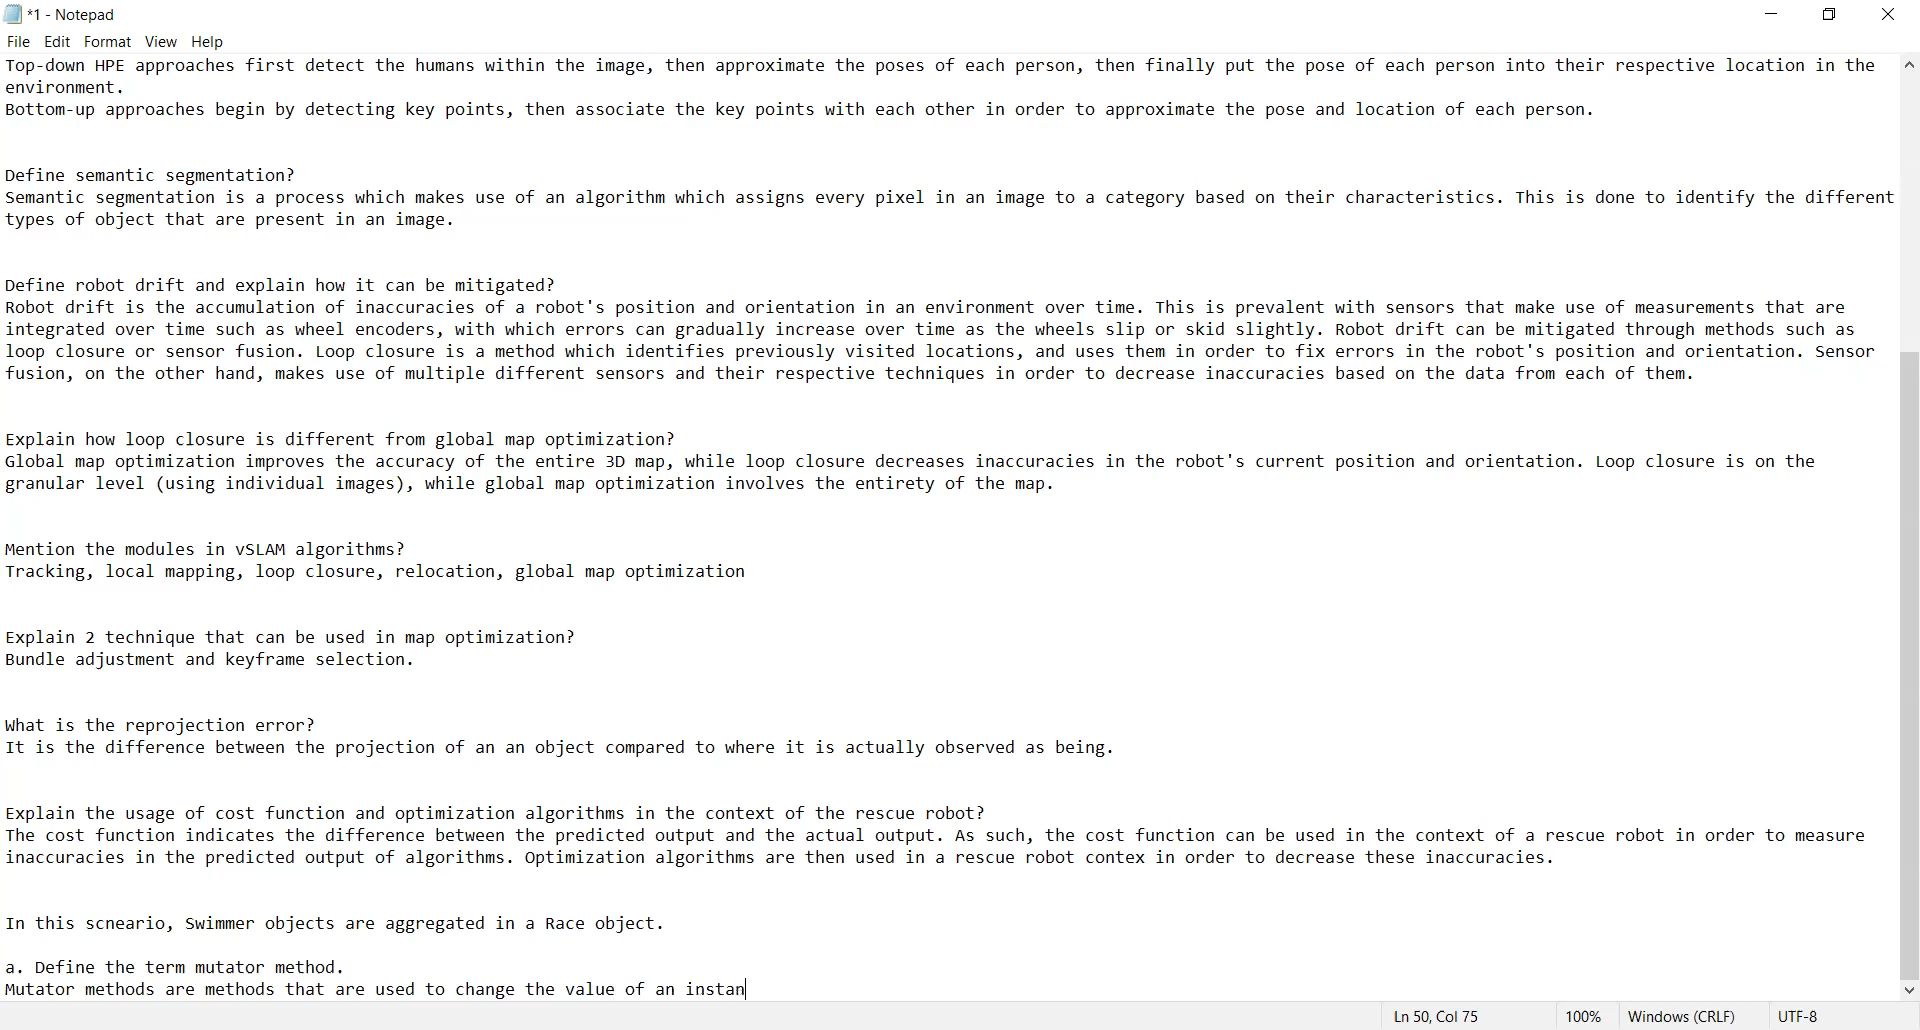 *1 - Notepad
File Edit Format View Help
Top-down HPE approaches first detect the humans within the image, then approximate the poses of each person, then finally put the pose of each person into their respective location in the
environment.
Bottom-up approaches begin by detecting key points, then associate the key points with each other in order to approximate the pose and location of each person.
Define semantic segmentation?
Semantic segmentation is a process which makes use of an algorithm which assigns every pixel in an image to a category based on their characteristics. This is done to identify the different
types of object that are present in an image.
Define robot drift and explain how it can be mitigated?
Robot drift is the accumulation of inaccuracies of a robot's position and orientation in an environment over time. This is prevalent with sensors that make use of measurements that are
integrated over time such as wheel encoders, with which errors can gradually increase over time as the wheels slip or skid slightly. Robot drift can be mitigated through methods such as
loop closure or sensor fusion. Loop closure is a method which identifies previously visited locations, and uses them in order to fix errors in the robot's position and orientation. Sensor
fusion, on the other hand, makes use of multiple different sensors and their respective techniques in order to decrease inaccuracies based on the data from each of them.
Explain how loop closure is different from global map optimization?
Global map optimization improves the accuracy of the entire 3D map, while loop closure decreases inaccuracies in the robot's current position and orientation. Loop closure is on the
granular level (using individual images), while global map optimization involves the entirety of the map.
Mention the modules in vSLAM algorithms?
Tracking, local mapping, loop closure, relocation, global map optimization
Explain 2 technique that can be used in map optimization?
Bundle adjustment and keyframe selection.
What is the reprojection error?
It is the difference between the projection of an an object compared to where it is actually observed as being.
Explain the usage of cost function and optimization algorithms in the context of the rescue robot?
The cost function indicates the difference between the predicted output and the actual output. As such, the cost function can be used in the context of a rescue robot in order to measure
inaccuracies in the predicted output of algorithms. Optimization algorithms are then used in a rescue robot contex in order to decrease these inaccuracies.
In this scneario, Swimmer objects are aggregated in a Race object.
a. Define the term mutator method.
Mutator methods are methods that are used to change the value of an instan
Ln 50, Col 75 100% Windows (CRLF) UTF-8